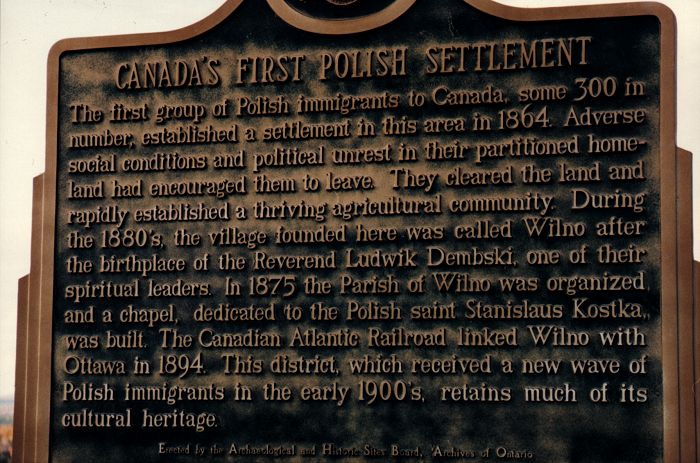 CANADA'S FIRST POLISH SETTLEMENT
The first group of Polish immigrants to Canada, some 300 in
number, established a settlement in this area in 1864. Adverse
social conditions and political unrest in their partitioned home-
land had encouraged them to leave. They cleared the land and
rapidly established a thriving agricultural community. During
the 1880's, the village founded here was called Wilno after
the birthplace of the Reverend Ludwik Dembski, one of their
spiritual leaders. In 1875 the Parish of Wilno was organized,
and a chapel, dedicated to the Polish saint Stanislaus Kostka,
was built. The Canadian Atlantic Railroad linked Wilno with
Ottawa in 1894. This district, which received a new wave of
Polish immigrants in the early 1900's, retains much of its
cultural heritage.
Erected by the Archaeological and Historic Sites Board, Archives of Ontario